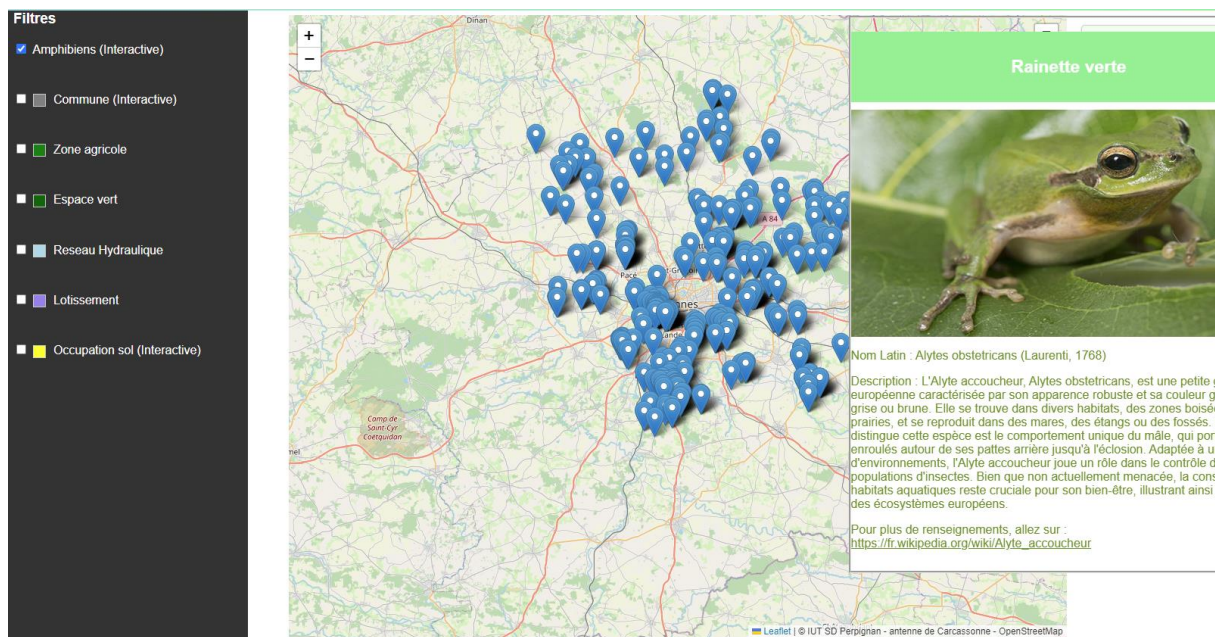 Filtres
Amphibiens (Interactive)
Commune (Interactive)
Zone agricole
Espace vert
Reseau Hydraulique
Lotissement
Occupation sol (Interactive)
+
−
Dinan
A 84
Pacé
Camp de
Saint-Cyr
Coëtquidan
Leaflet | © IUT SD Perpignan - antenne de Carcassonne - OpenStreetMap
Rainette verte
Nom Latin : Alytes obstetricans (Laurenti, 1768)
Description : L'Alyte accoucheur, Alytes obstetricans, est une petite g
européenne caractérisée par son apparence robuste et sa couleur g
grise ou brune. Elle se trouve dans divers habitats, des zones boisée
prairies, et se reproduit dans des mares, des étangs ou des fossés.
distingue cette espèce est le comportement unique du mâle, qui por
enroulés autour de ses pattes arrière jusqu'à l'éclosion. Adaptée à u
d'environnements, l'Alyte accoucheur joue un rôle dans le contrôle d
populations d'insectes. Bien que non actuellement menacée, la cons
habitats aquatiques reste cruciale pour son bien-être, illustrant ainsi
des écosystèmes européens.
Pour plus de renseignements, allez sur :
https://fr.wikipedia.org/wiki/Alyte_accoucheur